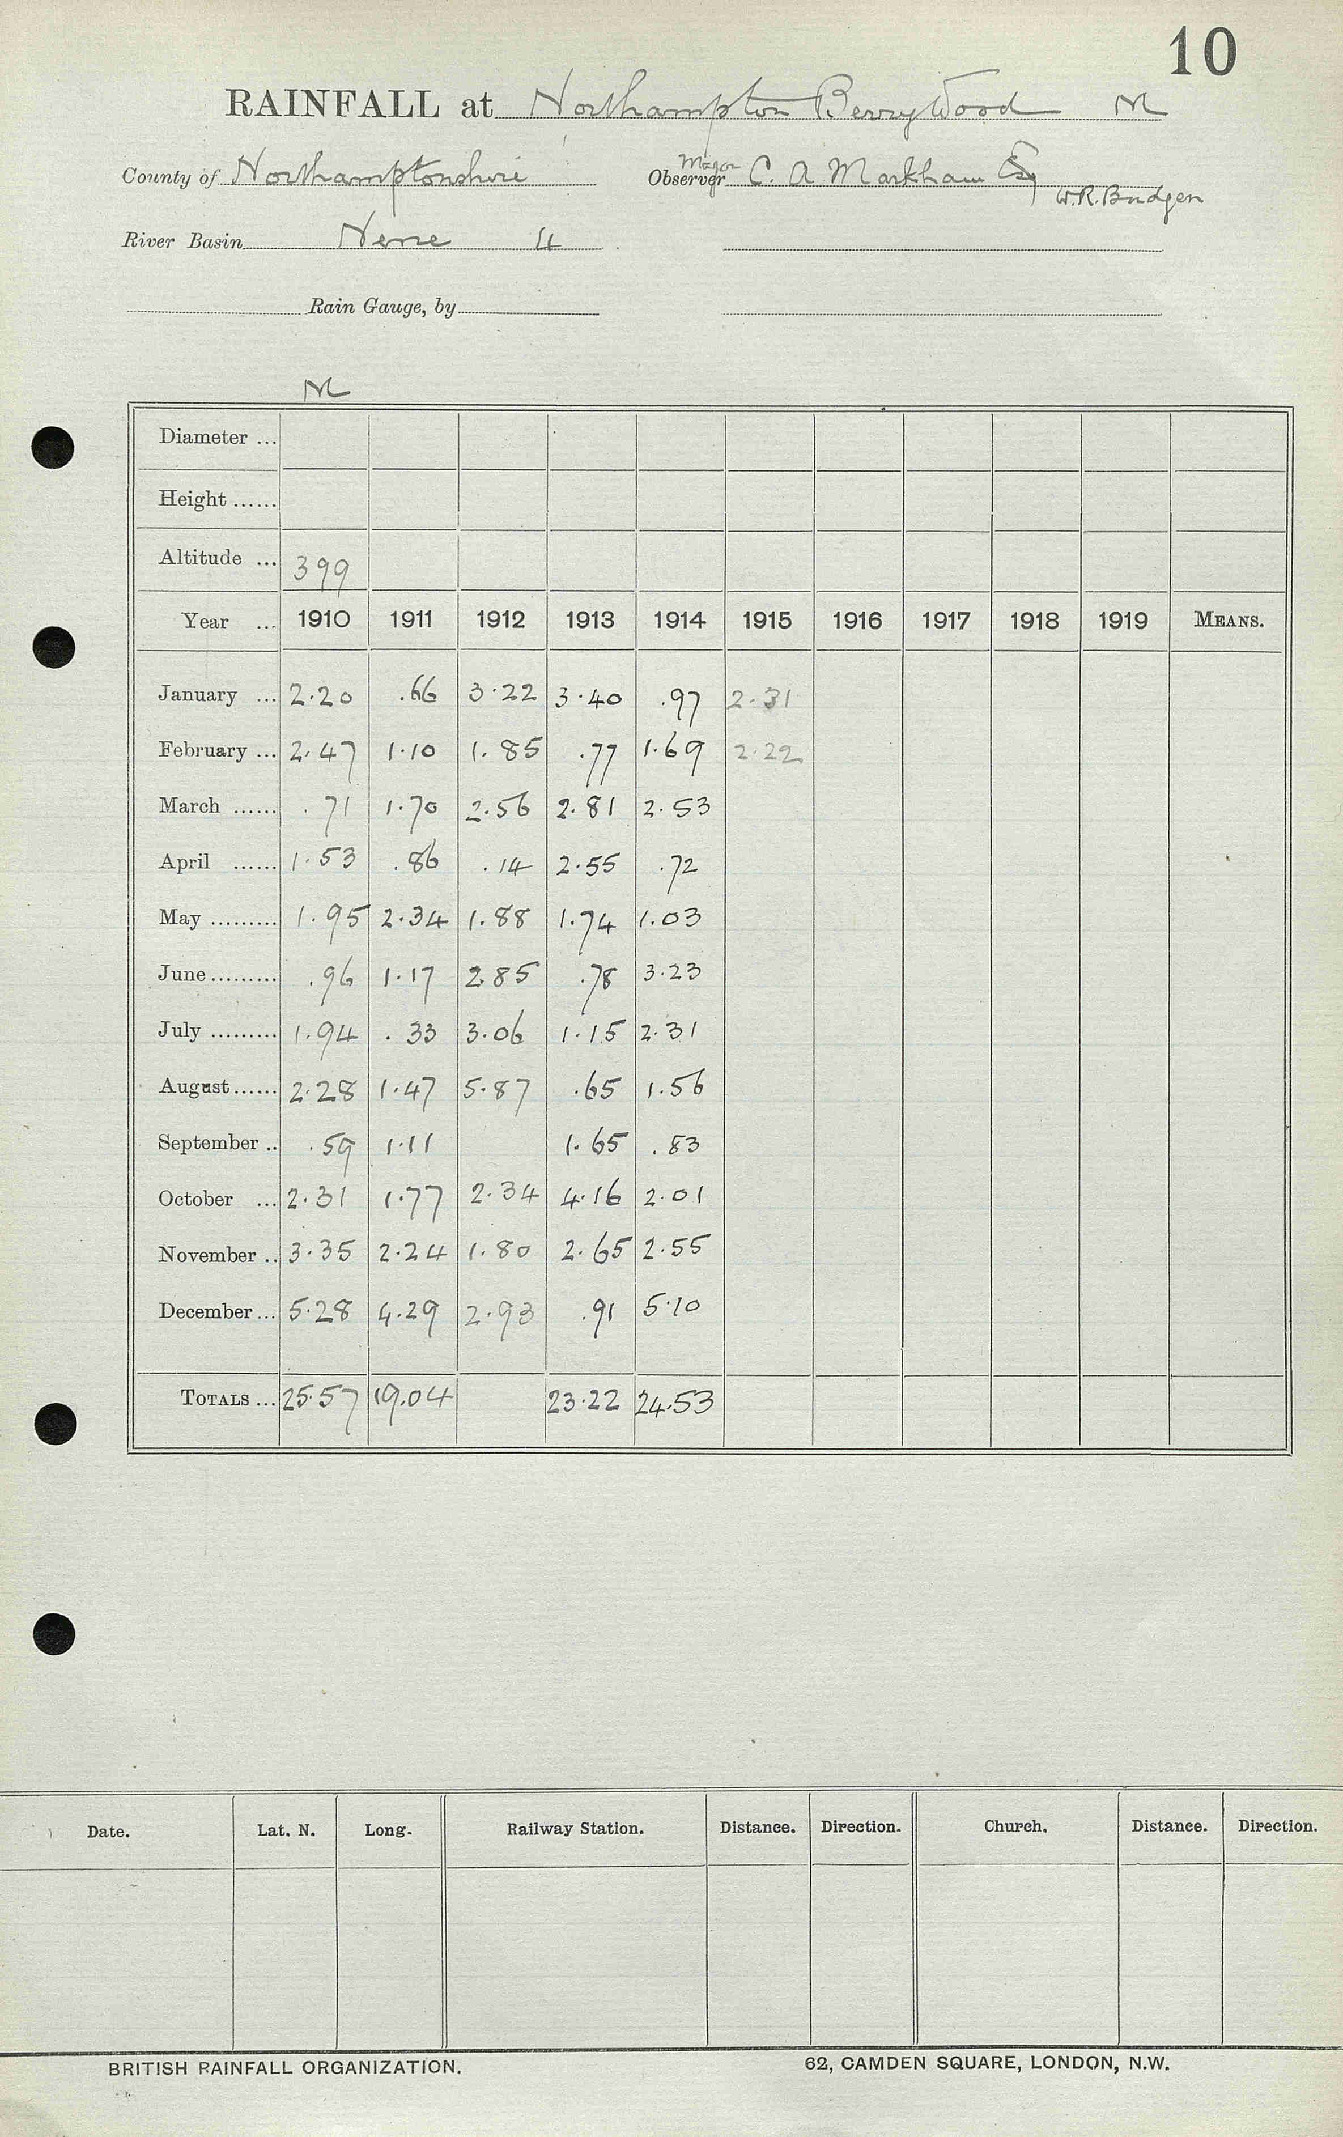 10
RAINFALL at Northampton Berrywood M
County of Northamptonshire Observer Major C. A Markham Esq
W.R. Budgen
River Basin Nene 4
Rain Gauge, by
M
Diameter ...
Height ......
Altitude ... 399
Year ... 1910 1911 1912 1913 1914 1915 1916 1917 1918 1919 MEANS.
January ... 2.20 .66 3.22 3.40 .97 2.31
February ... 2.47 1.10 1.85 .77 1.69 2.22
March ...... .71 1.70 2.56 2.81 2.53
April ...... 1.53 .86 .14 2.55 .72
May ......... 1.95 2.34 1.88 1.74 1.03
June ......... .96 1.17 2.85 .78 3.23
July ......... 1.94 .33 3.06 1.15 2.31
August ...... 2.28 1.47 5.87 .65 1.56
September .. .59 1.11 1.65 .83
October ... 2.31 1.77 2.34 4.16 2.01
November .. 3.35 2.24 1.80 2.65 2.55
December ... 5.28 4.29 2.93 .91 5.10
TOTALS ... 25.57 19.04 23.22 24.53
Date. Lat. N. Long. Railway Station. Distance. Direction. Church. Distance. Direction.
BRITISH RAINFALL ORGANIZATION. 62, CAMDEN SQUARE, LONDON, N.W.